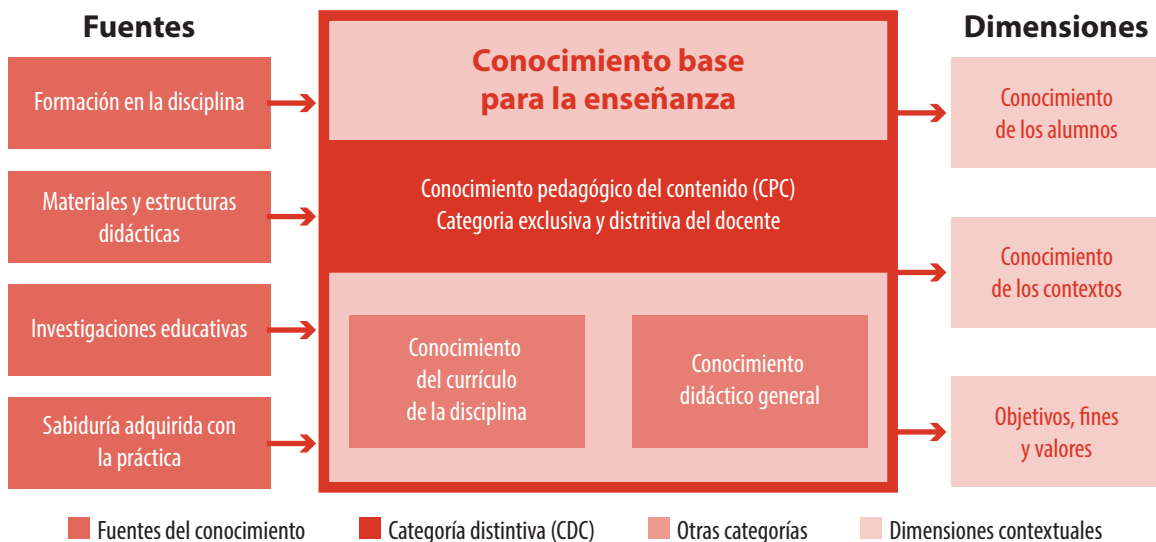 Fuentes
Formación en la disciplina
Materiales y estructuras
didácticas
Investigaciones educativas
Sabiduría adquirida con
la práctica
Conocimiento base
para la enseñanza
Conocimiento pedagógico del contenido (CPC)
Categoria exclusiva y distritiva del docente
Conocimiento
del currículo
de la disciplina
Conocimiento
didáctico general
Dimensiones
Conocimiento
de los alumnos
Conocimiento
de los contextos
Objetivos, fines
y valores
Fuentes del conocimiento
Categoría distintiva (CDC)
Otras categorías
Dimensiones contextuales